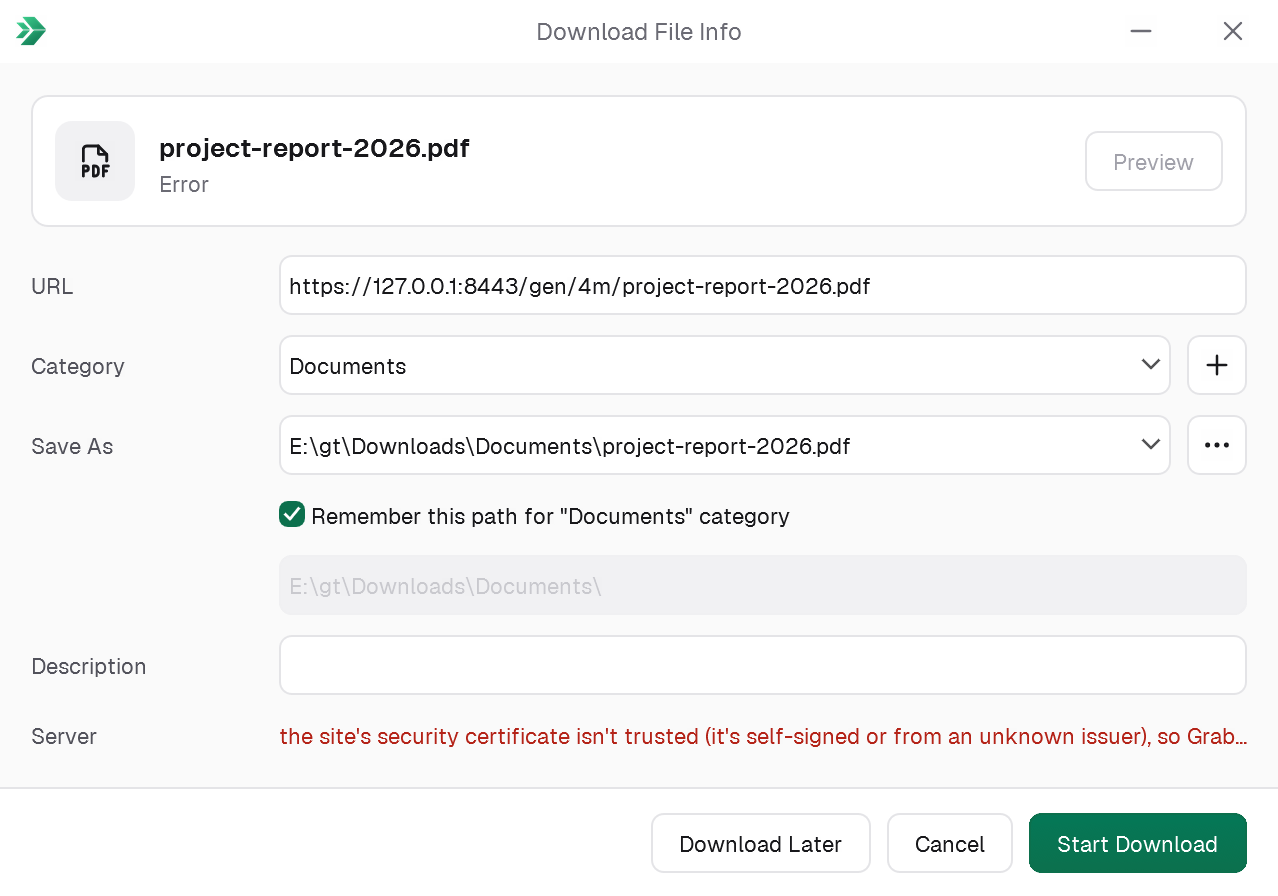 Download File Info
PDF
project-report-2026.pdf
Error
Preview
URL
https://127.0.0.1:8443/gen/4m/project-report-2026.pdf
Category
Documents
Save As
E:\gt\Downloads\Documents\project-report-2026.pdf
Remember this path for "Documents" category
E:\gt\Downloads\Documents\
Description
Server
the site's security certificate isn't trusted (it's self-signed or from an unknown issuer), so Grab...
Download Later
Cancel
Start Download